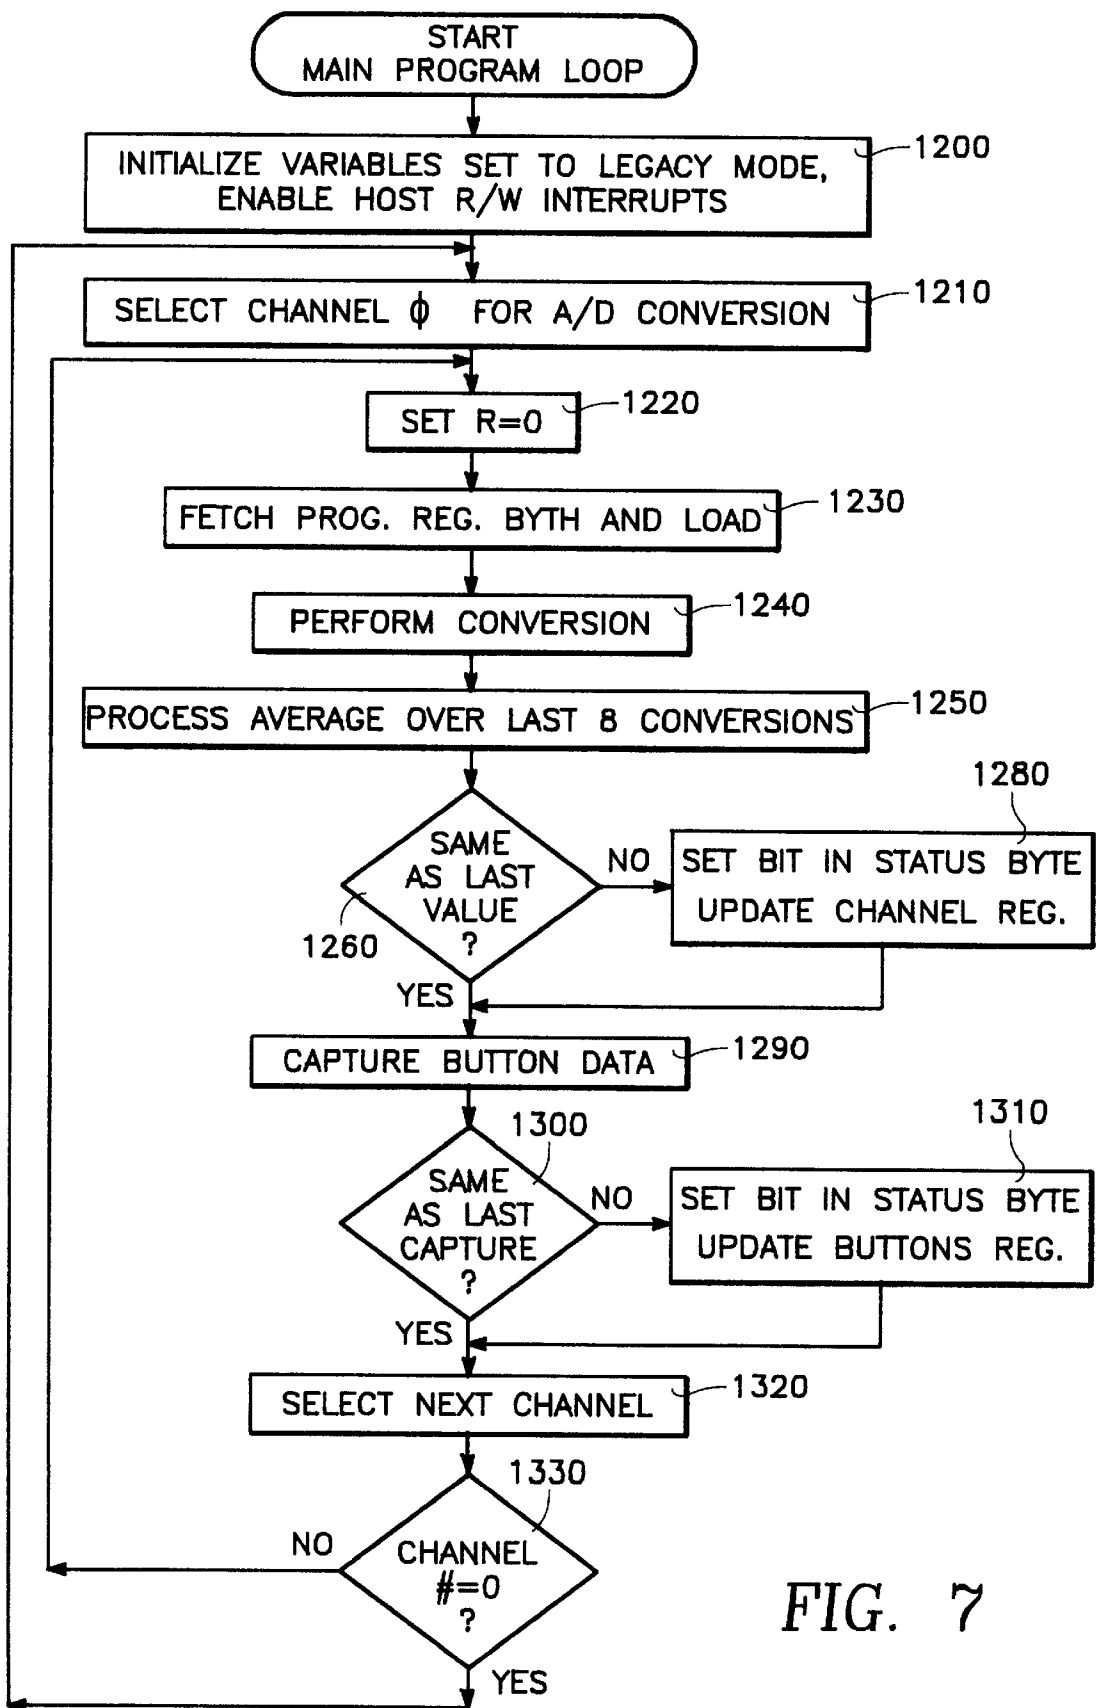 START
MAIN PROGRAM LOOP
INITIALIZE VARIABLES SET TO LEGACY MODE,
ENABLE HOST R/W INTERRUPTS
1200
SELECT CHANNEL ϕ FOR A/D CONVERSION
1210
SET R=0
1220
FETCH PROG. REG. BYTH AND LOAD
1230
PERFORM CONVERSION
1240
PROCESS AVERAGE OVER LAST 8 CONVERSIONS
1250
SAME
AS LAST
VALUE
?
1260
NO
1280
SET BIT IN STATUS BYTE
UPDATE CHANNEL REG.
YES
CAPTURE BUTTON DATA
1290
1300
SAME
AS LAST
CAPTURE
?
NO
1310
SET BIT IN STATUS BYTE
UPDATE BUTTONS REG.
YES
SELECT NEXT CHANNEL
1320
1330
CHANNEL
#=0
?
NO
YES
FIG. 7